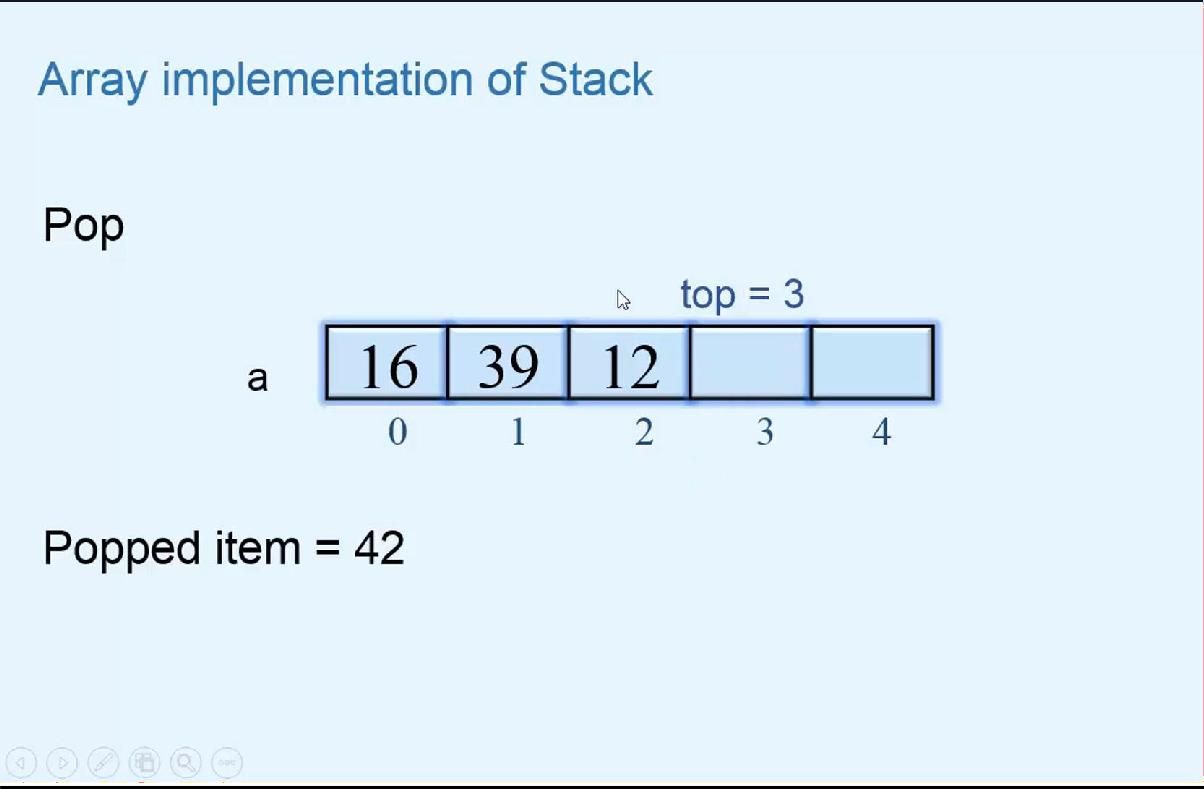 Array implementation of Stack
Pop
top = 3
a 16 39 12
0 1 2 3 4
Popped item = 42